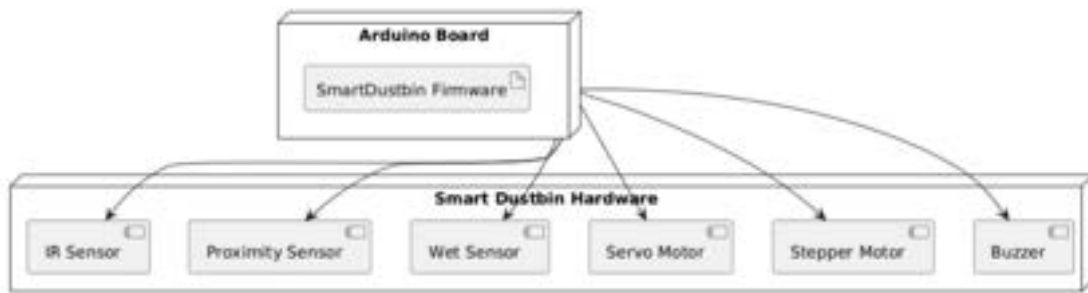 Arduino Board
SmartDustbin Firmware
Smart Dustbin Hardware
IR Sensor
Proximity Sensor
Wet Sensor
Servo Motor
Stepper Motor
Buzzer